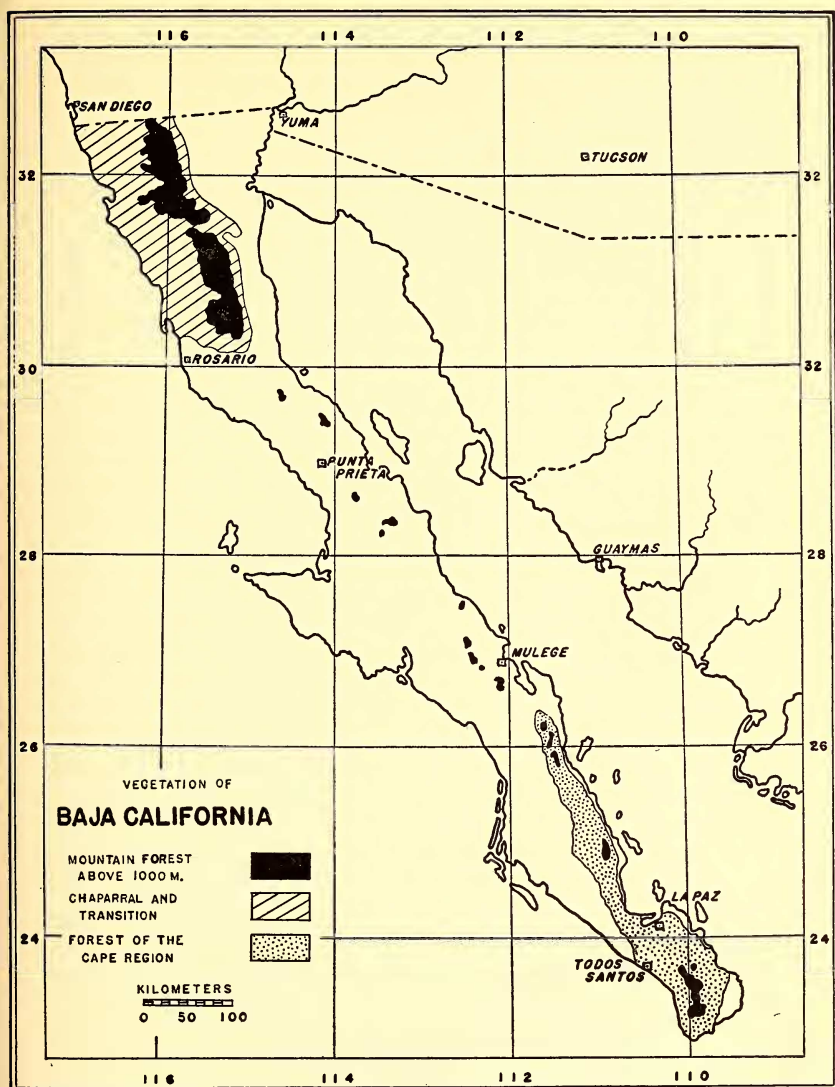 116 114 112 110
SAN DIEGO
YUMA
TUCSON
32 32
ROSARIO
30 32
PUNTA
PRIETA
28 28
GUAYMAS
MULEGE
26 26
VEGETATION OF
BAJA CALIFORNIA
MOUNTAIN FOREST
ABOVE 1000 M.
CHAPARRAL AND
TRANSITION
FOREST OF THE
CAPE REGION
LA PAZ
24 24
TODOS
SANTOS
KILOMETERS
0 50 100
116 114 112 110